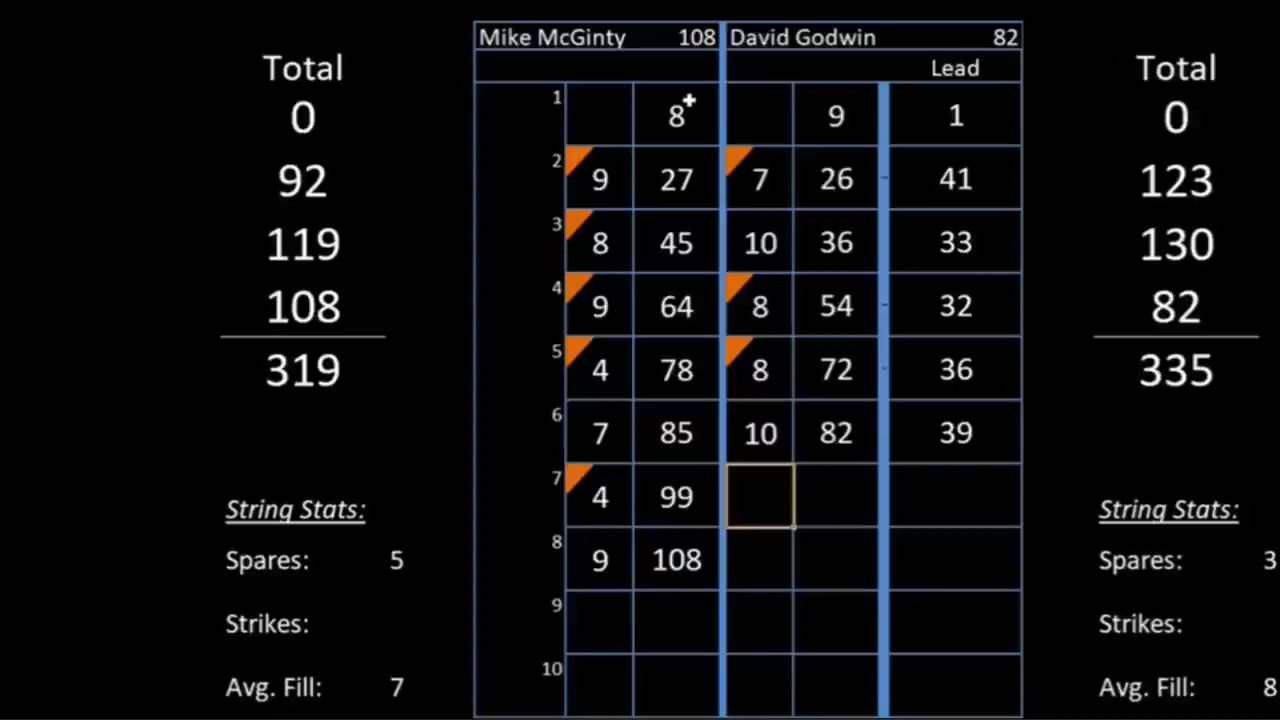 Mike McGinty 108 David Godwin 82
Total Lead Total
0 1 8 9 1 0
92 2 9 27 7 26 41 123
119 3 8 45 10 36 33 130
108 4 9 64 8 54 32 82
319 5 4 78 8 72 36 335
6 7 85 10 82 39
7 4 99
String Stats: String Stats:
Spares: 5 8 9 108 Spares: 3
Strikes: 9 Strikes:
Avg. Fill: 7 10 Avg. Fill: 8